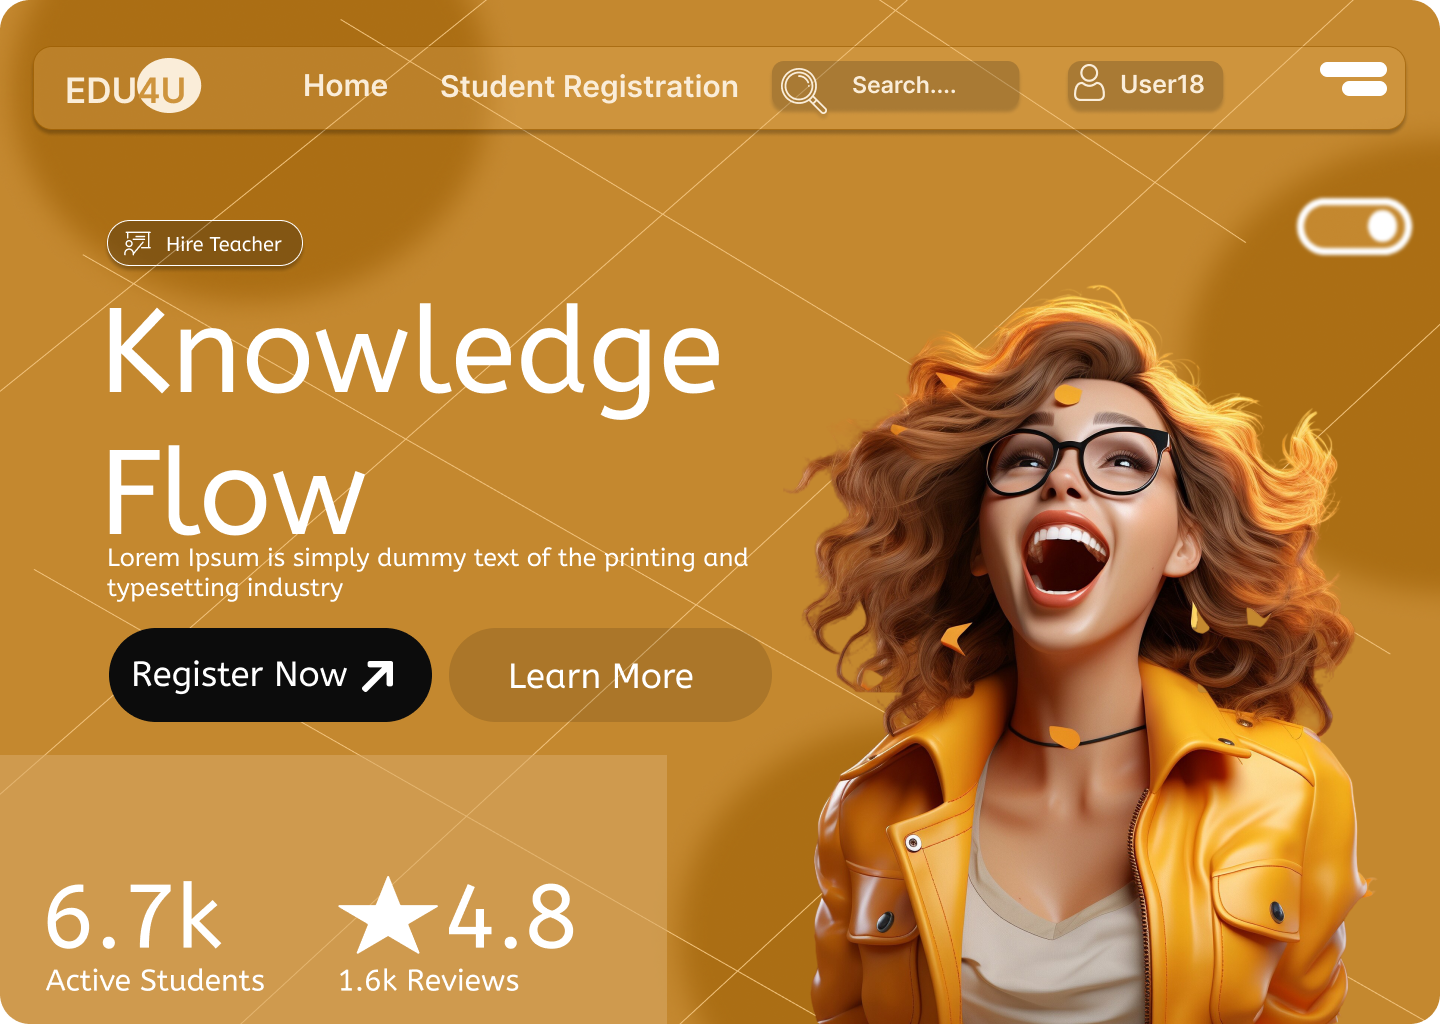 EDU4U
Home
Student Registration
Search....
User18
Hire Teacher
Knowledge
Flow
Lorem Ipsum is simply dummy text of the printing and
typesetting industry
Register Now
Learn More
6.7k
4.8
Active Students
1.6k Reviews